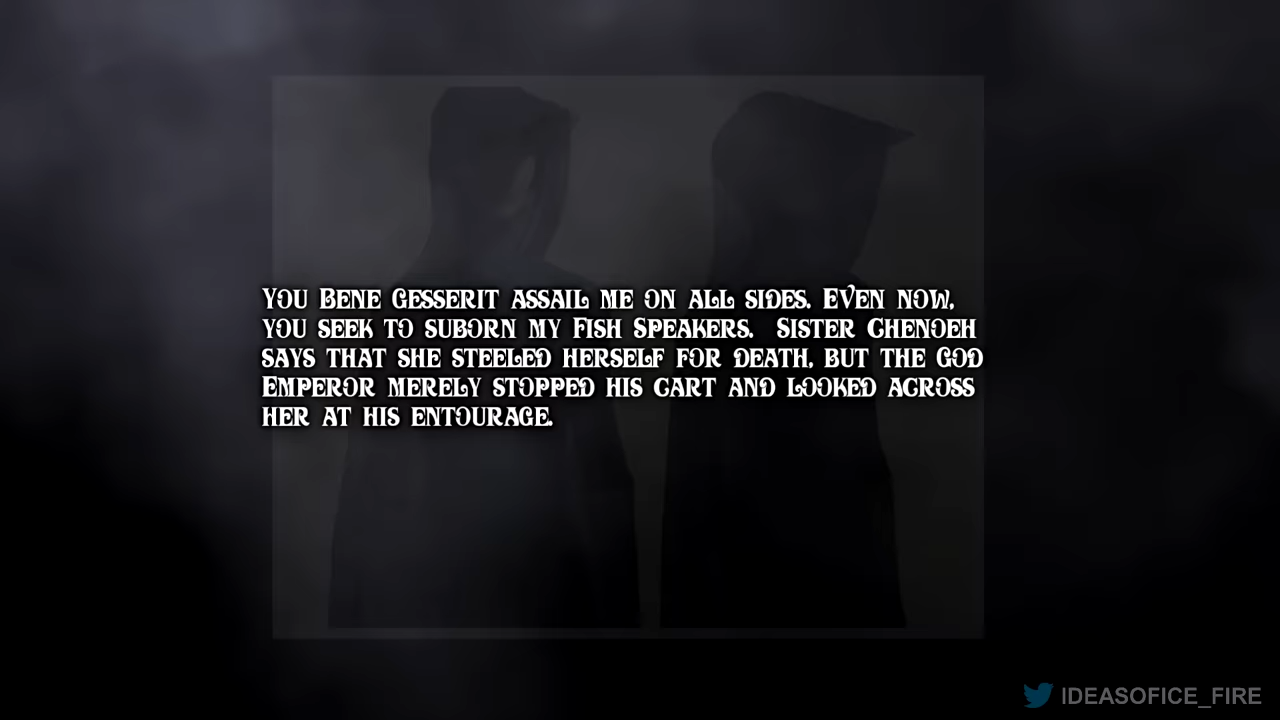 You Bene Gesserit assail me on all sides. Even now,
you seek to suborn my Fish Speakers.  Sister Chenoeh
says that she steeled herself for death, but the God
Emperor merely stopped his cart and looked across
her at his entourage.
IDEASOFICE_FIRE